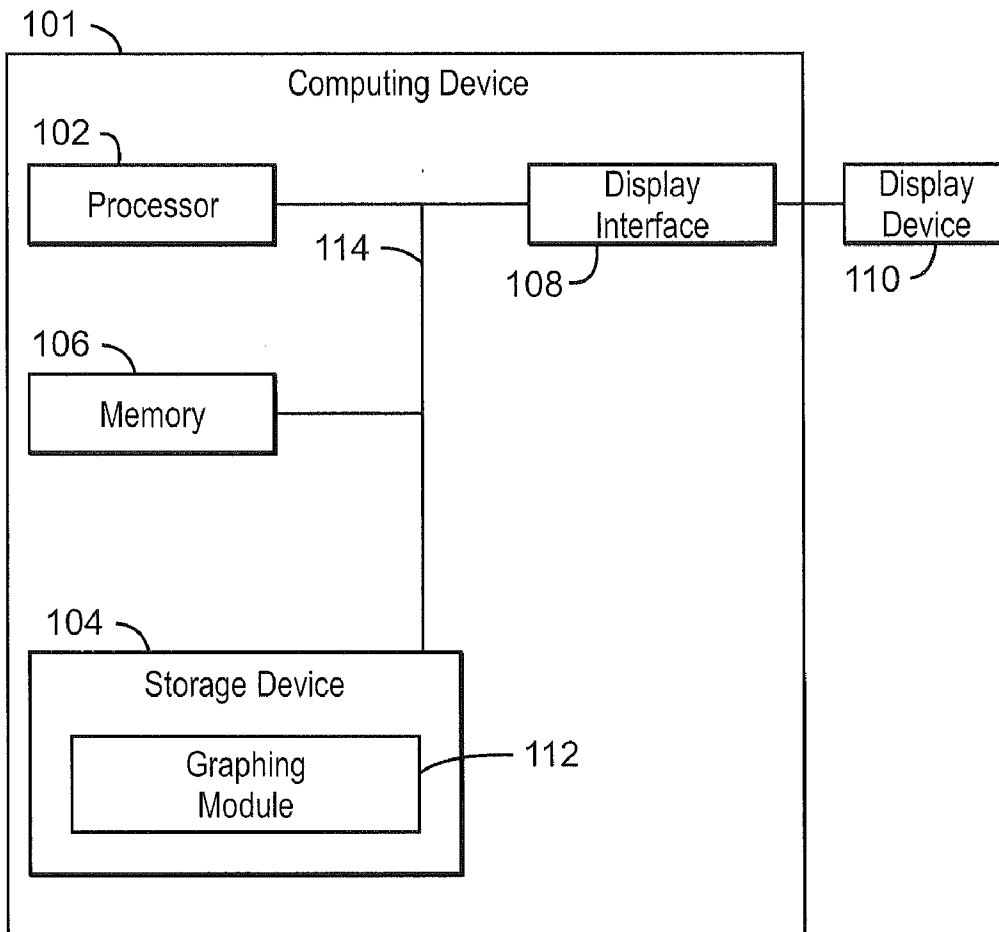 101
Computing Device
102
Processor
Display
Interface
Display
Device
114
108
110
106
Memory
104
Storage Device
Graphing
Module
112